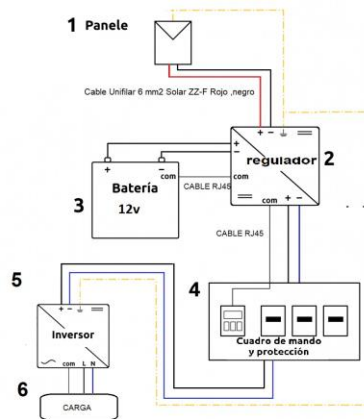 1 Panele
Cable Unifilar 6 mm2 Solar ZZ-F Rojo ,negro
+ − 
regulador 2
+
−
com
com + −
+ − com
Batería
12v
3
CABLE RJ45
CABLE RJ45
4
Cuadro de mando
y protección
5
+ −
Inversor
com L N
6
CARGA